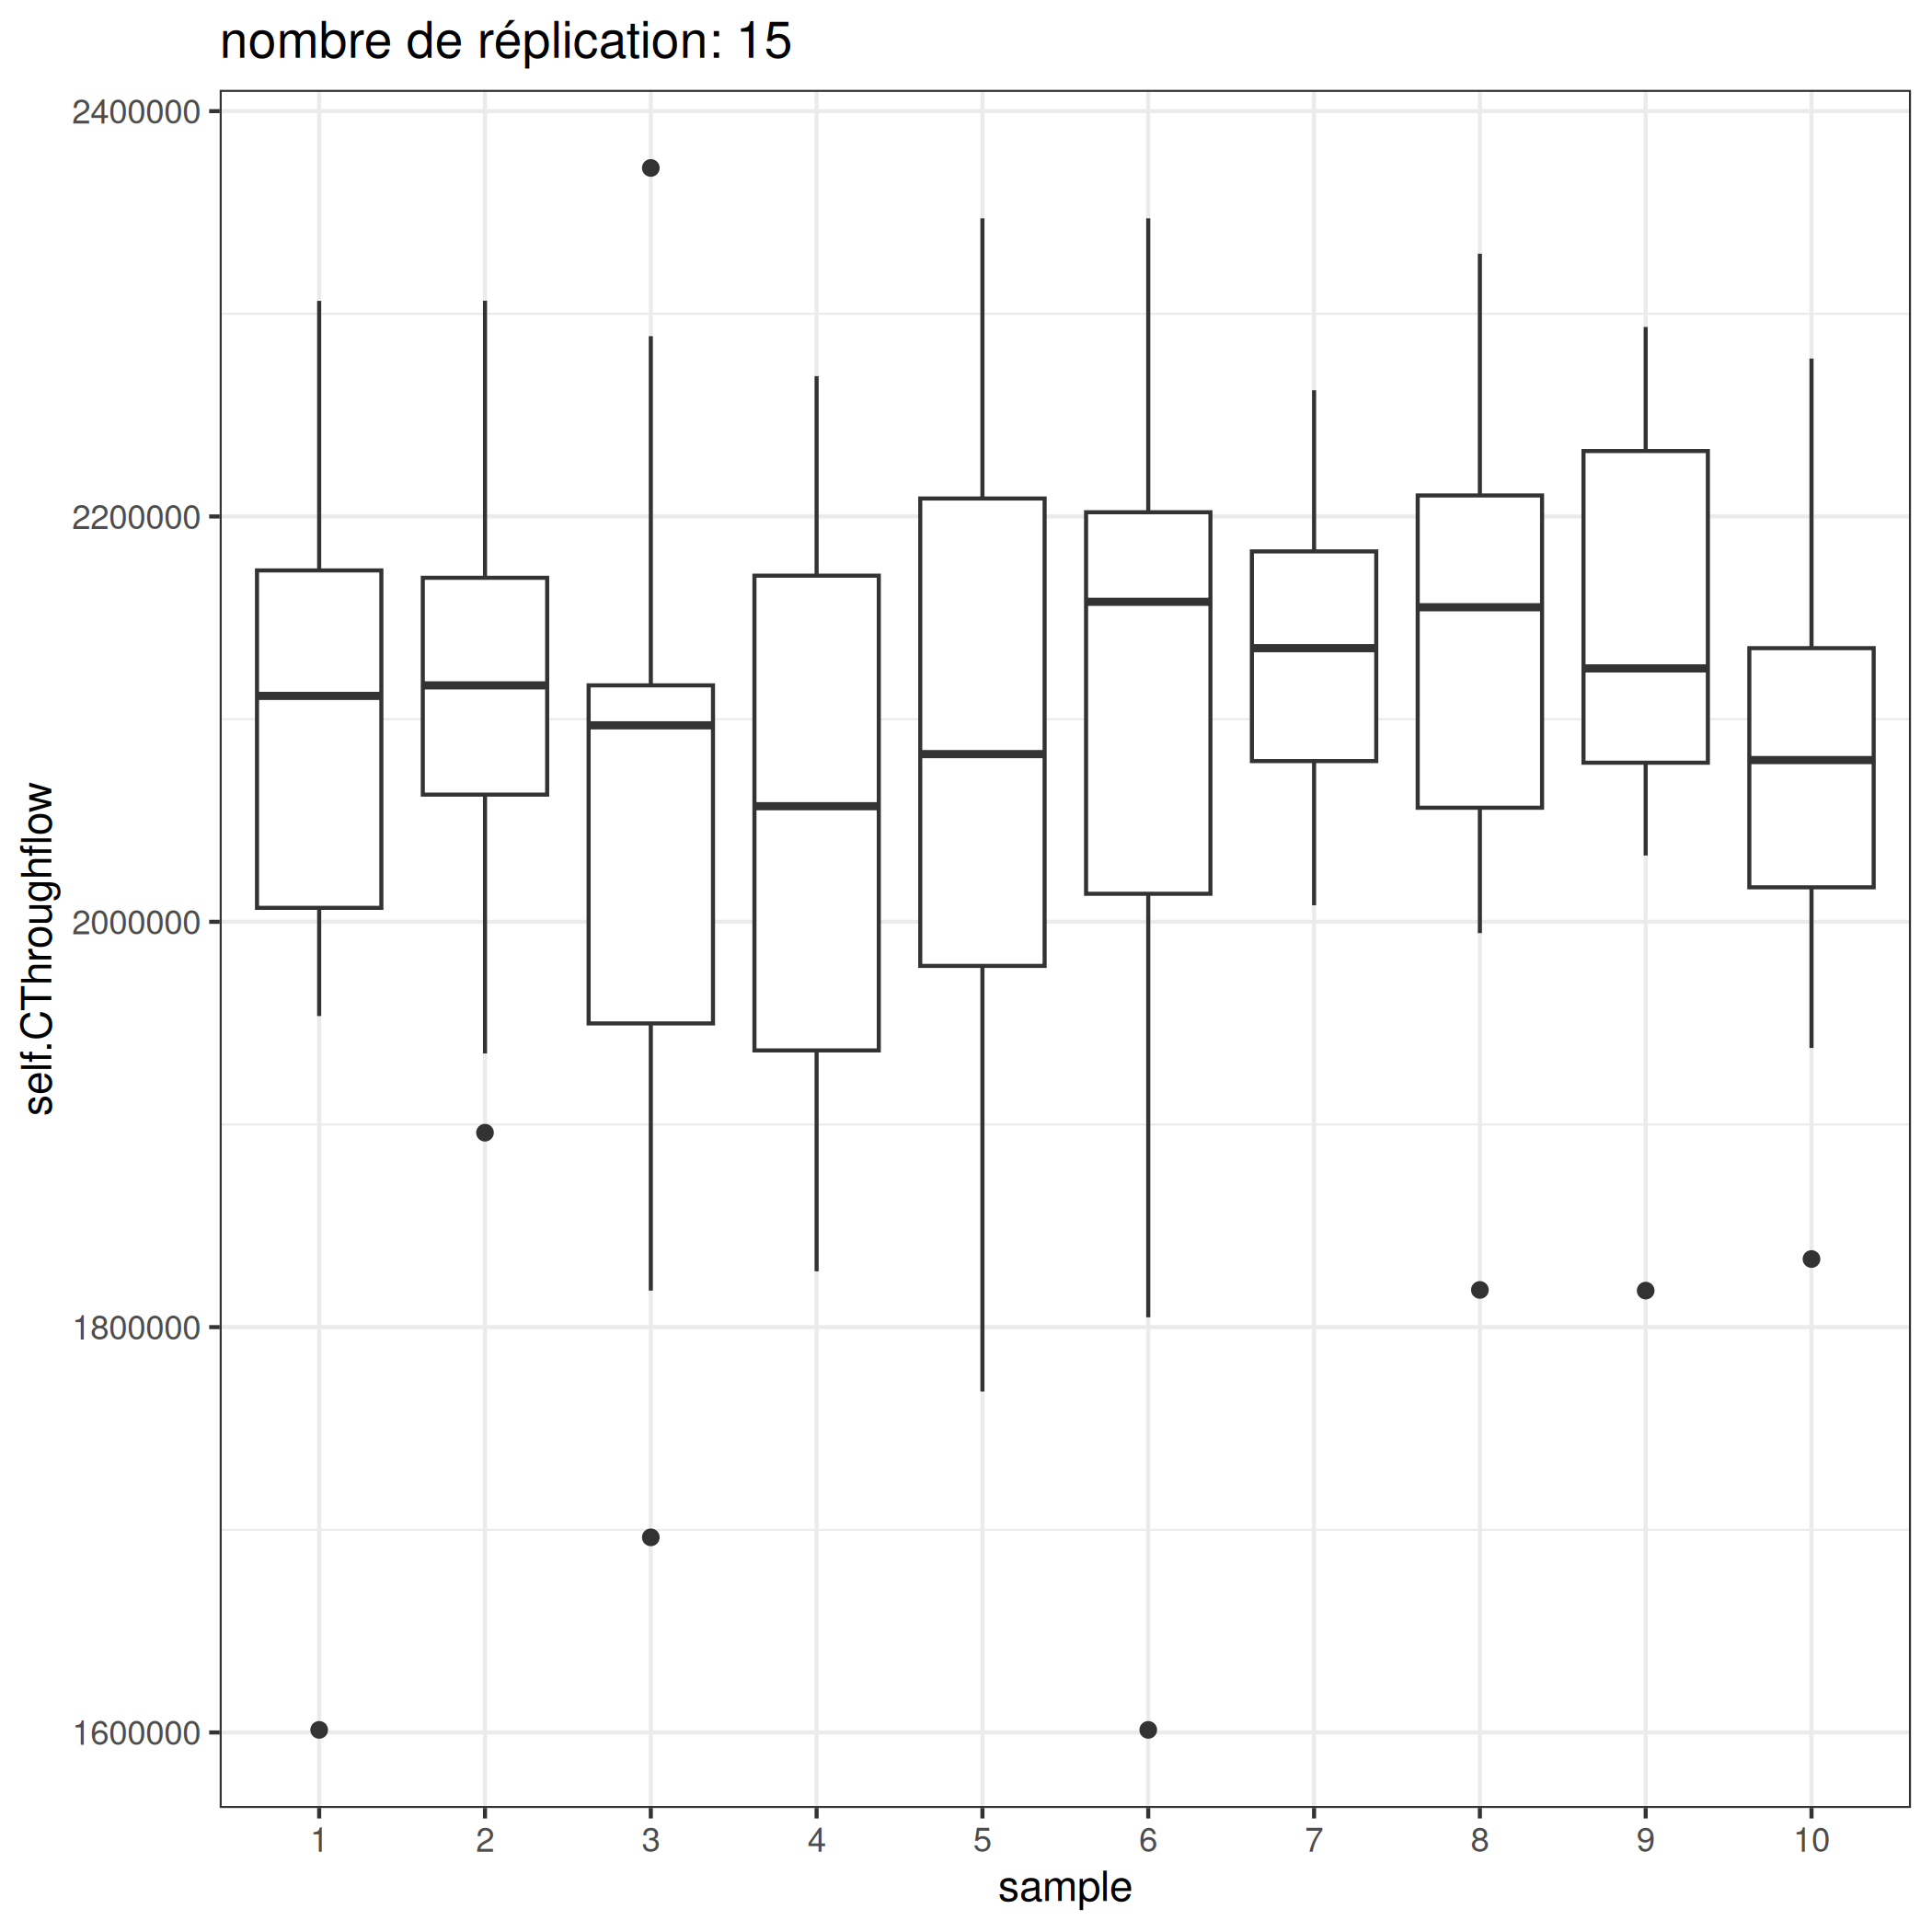 nombre de réplication: 15
2400000
2200000
2000000
1800000
1600000
self.CThroughflow
1 2 3 4 5 6 7 8 9 10
sample